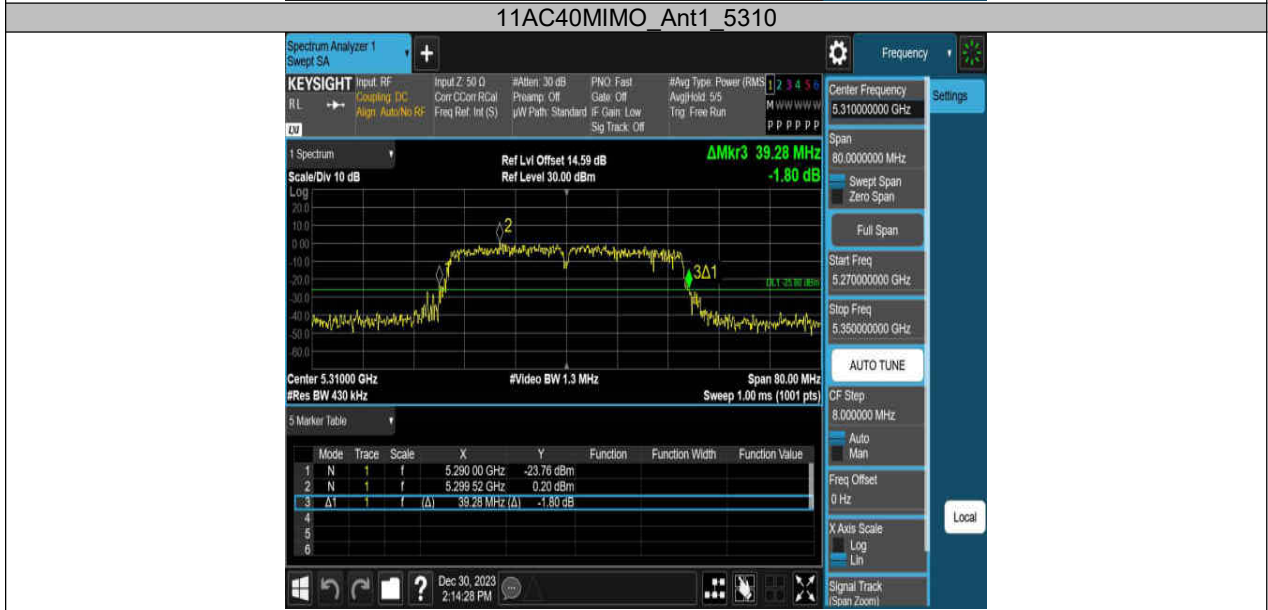 11AC40MIMO_Ant1_5310
Spectrum Analyzer 1
Swept SA
+
Frequency
KEYSIGHT
RL
LXI
Input: RF
Coupling: DC
Align: Auto/No RF
Input Z: 50 Ω
Corr CCorr RCal
Freq Ref: Int (S)
#Atten: 30 dB
Preamp: Off
µW Path: Standard
PNO: Fast
Gate: Off
IF Gain: Low
Sig Track: Off
#Avg Type: Power (RMS
Avg|Hold: 5/5
Trig: Free Run
1 2 3 4 5 6
M W W W W W
P P P P P P
Center Frequency
5.310000000 GHz
Settings
Span
80.0000000 MHz
Swept Span
Zero Span
Full Span
Start Freq
5.270000000 GHz
Stop Freq
5.350000000 GHz
AUTO TUNE
CF Step
8.000000 MHz
Auto
Man
Freq Offset
0 Hz
X Axis Scale
Log
Lin
Signal Track
(Span Zoom)
Local
1 Spectrum
Scale/Div 10 dB
Ref Lvl Offset 14.59 dB
Ref Level 30.00 dBm
ΔMkr3 39.28 MHz
-1.80 dB
Log
20.0
10.0
0.00
-10.0
-20.0
-30.0
-40.0
-50.0
-60.0
2
3Δ1
DL1 -25.80 dBm
Center 5.31000 GHz
#Video BW 1.3 MHz
Span 80.00 MHz
#Res BW 430 kHz
Sweep 1.00 ms (1001 pts)
5 Marker Table
Mode Trace Scale X Y Function Function Width Function Value
1 N 1 f 5.290 00 GHz -23.76 dBm
2 N 1 f 5.299 52 GHz 0.20 dBm
3 Δ1 1 f (Δ) 39.28 MHz (Δ) -1.80 dB
4
5
6
?
Dec 30, 2023
2:14:28 PM